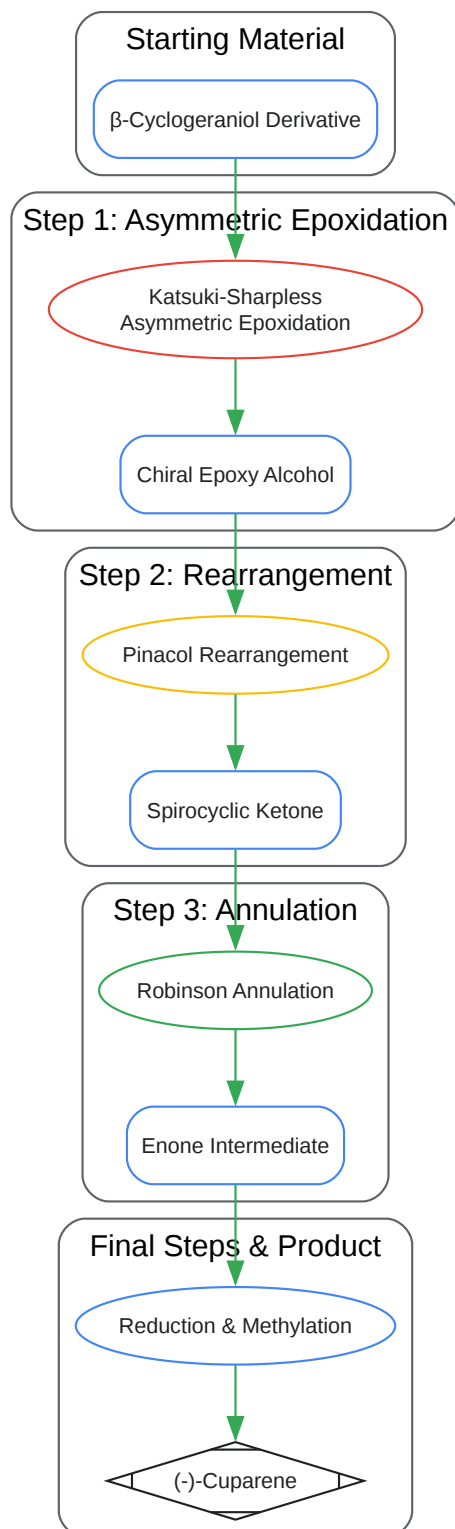 Starting Material
β-Cyclogeraniol Derivative
Step 1: Asymmetric Epoxidation
Katsuki-Sharpless
Asymmetric Epoxidation
Chiral Epoxy Alcohol
Step 2: Rearrangement
Pinacol Rearrangement
Spirocyclic Ketone
Step 3: Annulation
Robinson Annulation
Enone Intermediate
Final Steps & Product
Reduction & Methylation
(-)-Cuparene